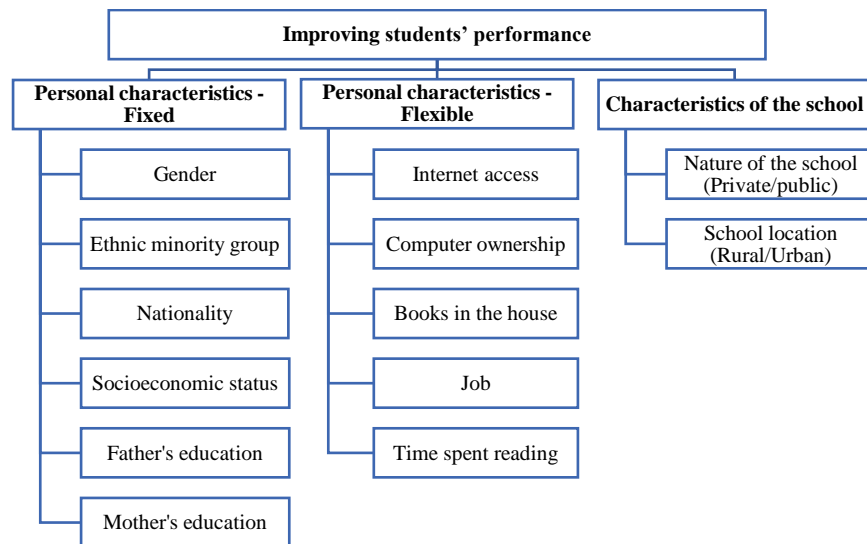 Improving students’ performance
Personal characteristics -
Fixed
Gender
Ethnic minority group
Nationality
Socioeconomic status
Father's education
Mother's education
Personal characteristics -
Flexible
Internet access
Computer ownership
Books in the house
Job
Time spent reading
Characteristics of the school
Nature of the school
(Private/public)
School location
(Rural/Urban)